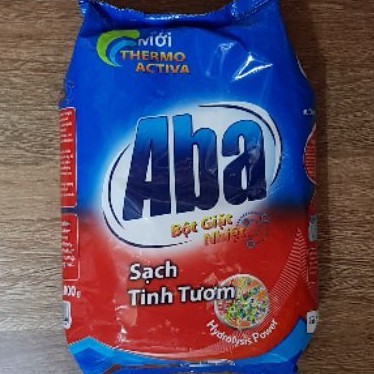 MỚI
THERMO
ACTIVA
Aba
Bột Giặt
Nhiệt
Sạch
Tinh Tươm
Hydrolysis Power